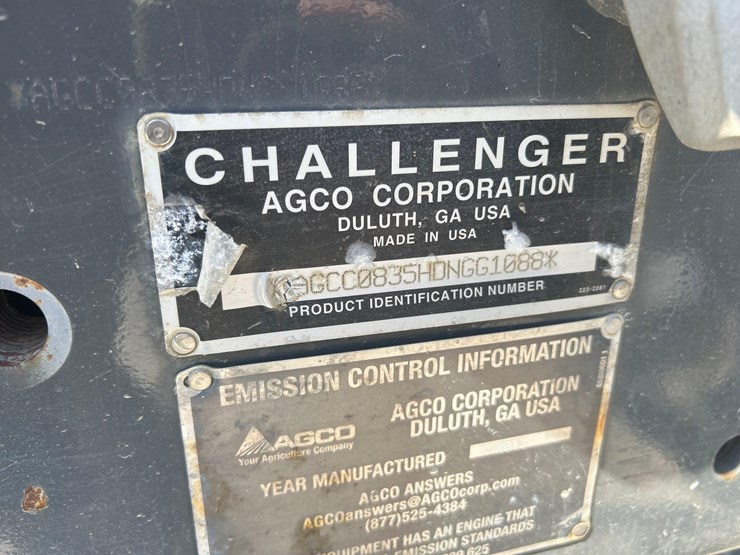 CHALLENGER
AGCO CORPORATION
DULUTH, GA USA
MADE IN USA
AGCC0835HDNGG1088*
PRODUCT IDENTIFICATION NUMBER
222-2281
EMISSION CONTROL INFORMATION
AGCO CORPORATION
DULUTH, GA USA
AGCO
Your Agriculture Company
YEAR MANUFACTURED
AGCO ANSWERS
AGCOanswers@AGCOcorp.com
(877)525-4384
EQUIPMENT HAS AN ENGINE THAT
EMISSION STANDARDS